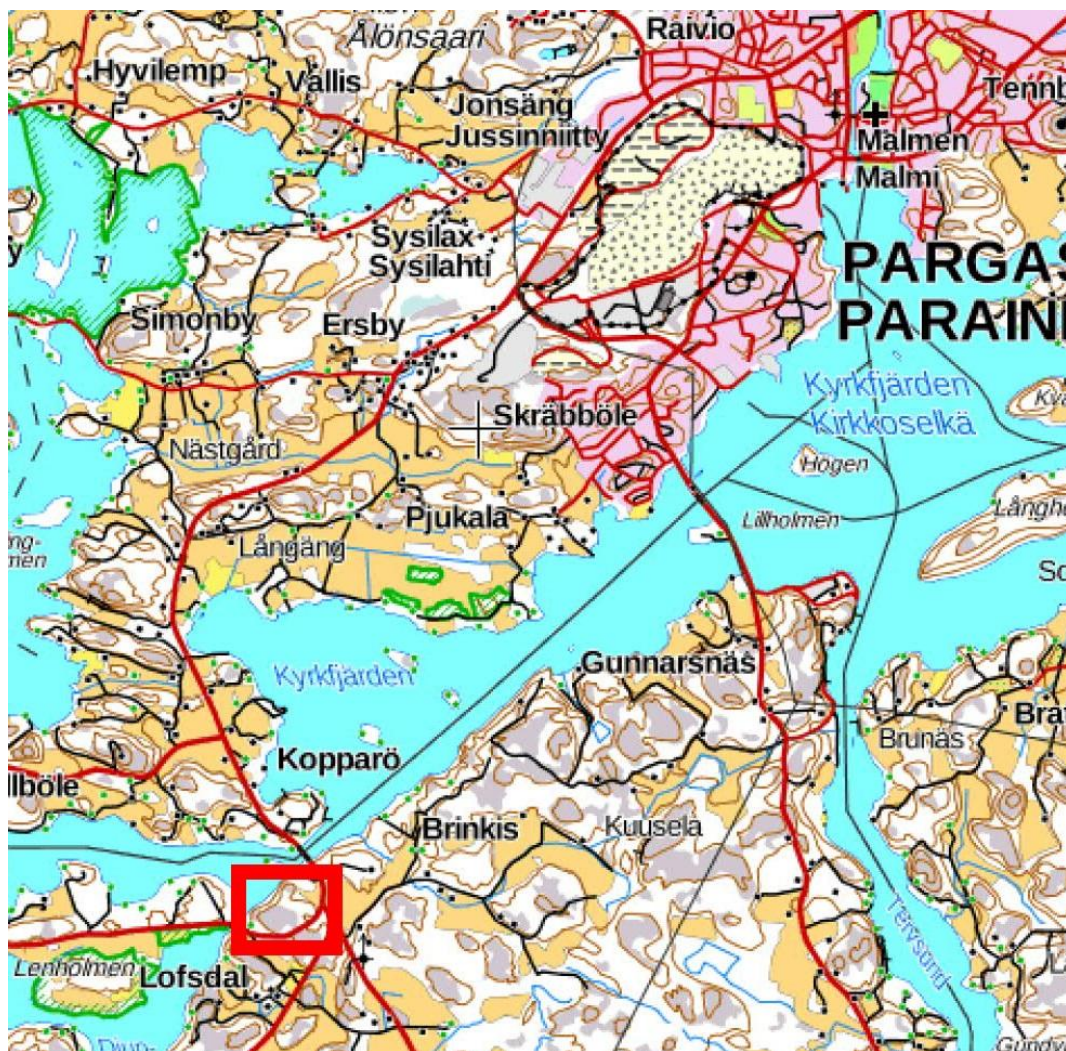 Ålönsaari
Raivio
Hyvilemp
Vallis
Tennb
Jonsäng
Jussinniitty
Malmen
Malmi
Sysilax
Sysilahti
PARGAS
PARAIN
Simonby
Ersby
Kyrkfjärden
Kirkkoselkä
Skräbböle
Nästgård
Högen
Pjukala
Lillholmen
Långäng
Gunnarsnäs
Kyrkfjärden
Kopparö
Brunäs
llböle
Brinkis
Kuusela
Tervsund
Lenholmen
Lofsdal